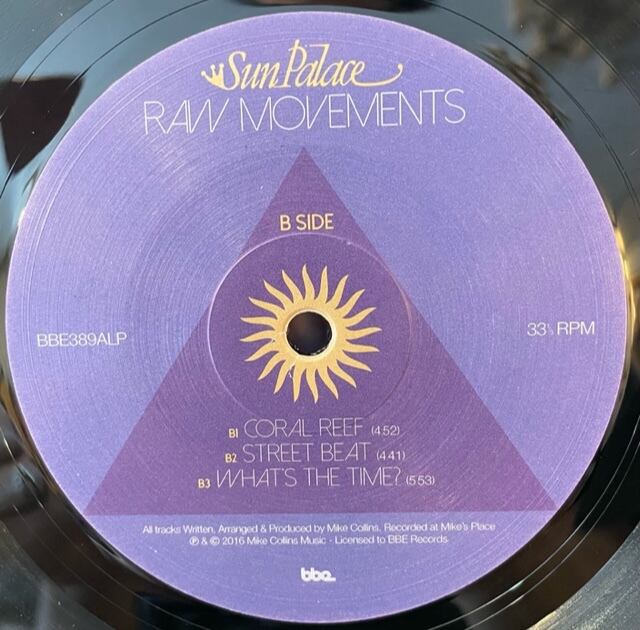 Sun Palace
RAW MOVEMENTS
B SIDE
BBE389ALP
33⅓ RPM
B1 CORAL REEF (4:52)
B2 STREET BEAT (4:41)
B3 WHAT'S THE TIME? (5:53)
All tracks Written, Arranged & Produced by Mike Collins. Recorded at Mike's Place
℗ & © 2016 Mike Collins Music - Licensed to BBE Records
bbe